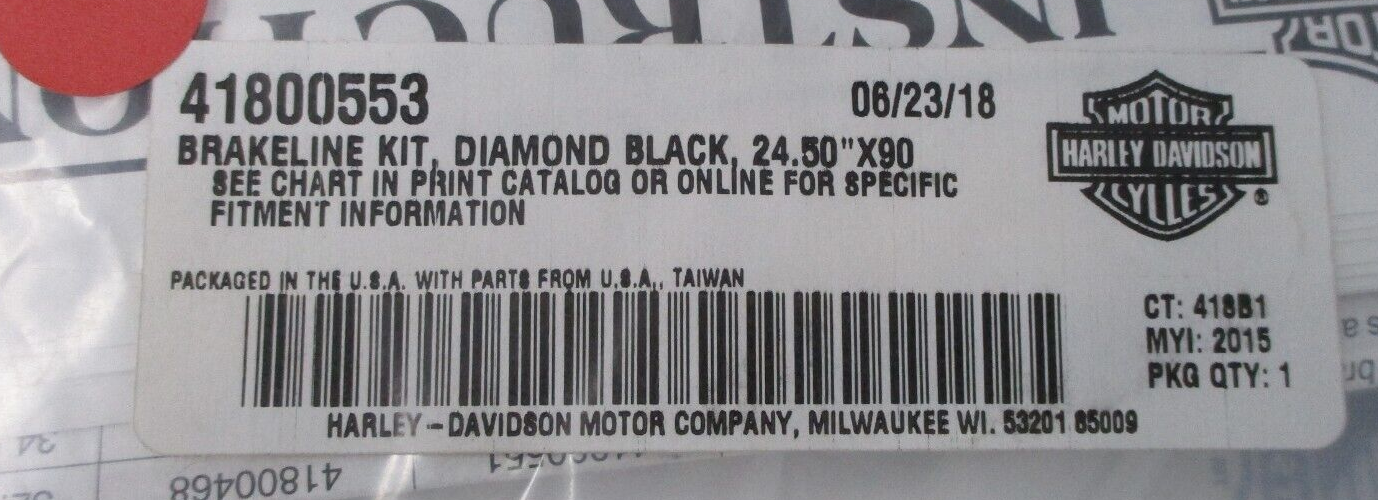 INSTRUCTION
41800553
06/23/18
BRAKELINE KIT, DIAMOND BLACK, 24.50"X90
SEE CHART IN PRINT CATALOG OR ONLINE FOR SPECIFIC
FITMENT INFORMATION
MOTOR
HARLEY DAVIDSON
CYCLES
®
PACKAGED IN THE U.S.A. WITH PARTS FROM U.S.A., TAIWAN
CT: 418B1
MYI: 2015
PKG QTY: 1
HARLEY-DAVIDSON MOTOR COMPANY, MILWAUKEE WI. 53201 85009
34
41800468